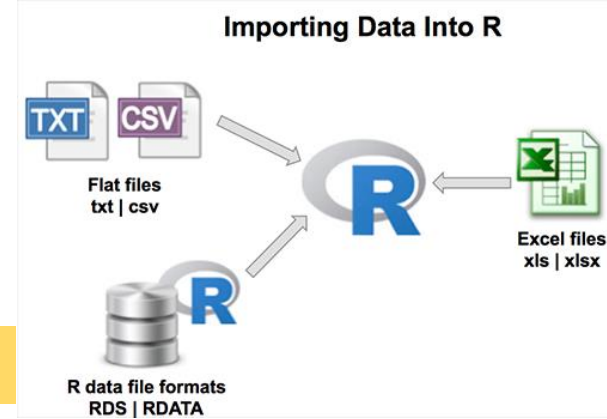 Importing Data Into R
TXT CSV
Flat files
txt | csv
R
X
Excel files
xls | xlsx
R
R data file formats
RDS | RDATA